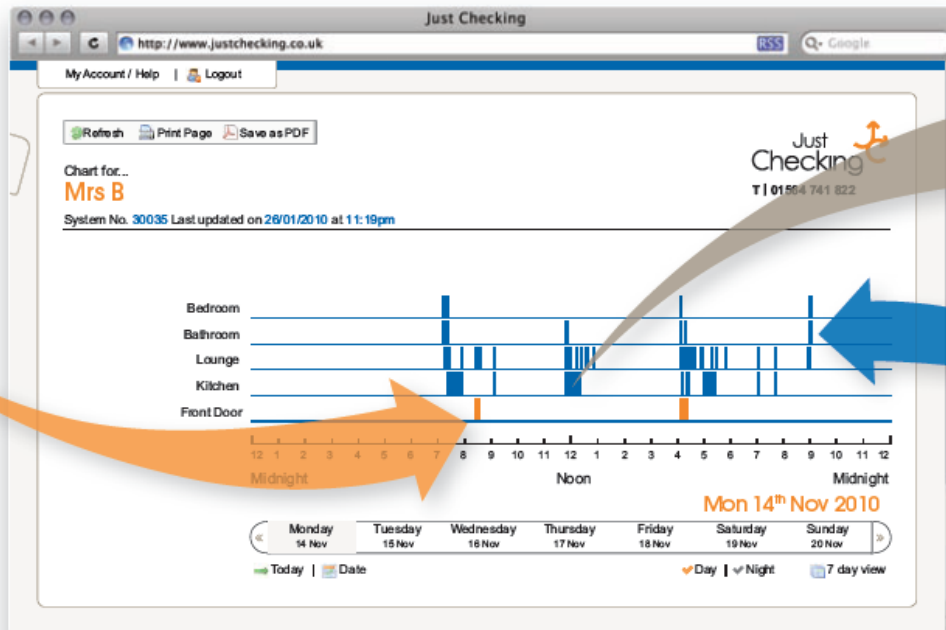 Just Checking
http://www.justchecking.co.uk
RSS
Google
My Account / Help | Logout
Refresh Print Page Save as PDF
Just
Checking
T | 01564 741 822
Chart for...
Mrs B
System No. 30035 Last updated on 26/01/2010 at 11:19pm
Bedroom
Bathroom
Lounge
Kitchen
Front Door
12 1 2 3 4 5 6 7 8 9 10 11 12 1 2 3 4 5 6 7 8 9 10 11 12
Midnight Noon Midnight
Mon 14th Nov 2010
Monday Tuesday Wednesday Thursday Friday Saturday Sunday
14 Nov 15 Nov 16 Nov 17 Nov 18 Nov 19 Nov 20 Nov
Today | Date Day | Night 7 day view